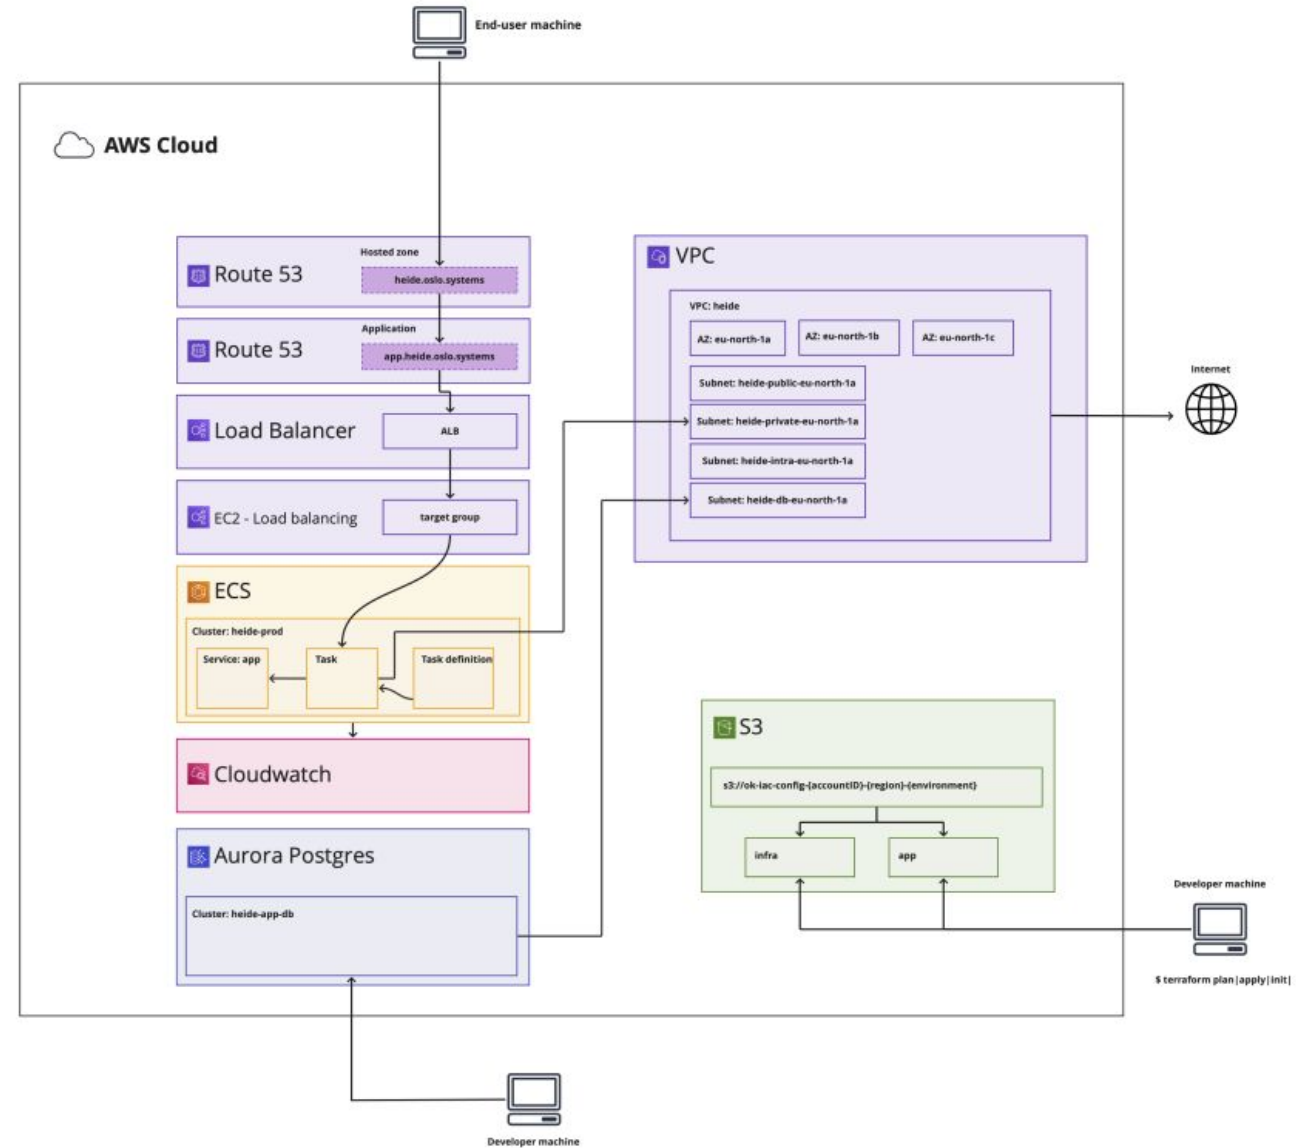 End-user machine
AWS Cloud
Hosted zone
Route 53
heide.oslo.systems
Application
Route 53
app.heide.oslo.systems
Load Balancer
ALB
EC2 - Load balancing
target group
ECS
Cluster: heide-prod
Service: app
Task
Task definition
Cloudwatch
Aurora Postgres
Cluster: heide-app-db
VPC
VPC: heide
AZ: eu-north-1a
AZ: eu-north-1b
AZ: eu-north-1c
Subnet: heide-public-eu-north-1a
Subnet: heide-private-eu-north-1a
Subnet: heide-intra-eu-north-1a
Subnet: heide-db-eu-north-1a
Internet
S3
s3://ok-iac-config-{accountID}-{region}-{environment}
infra
app
Developer machine
$ terraform plan|apply|init|
Developer machine